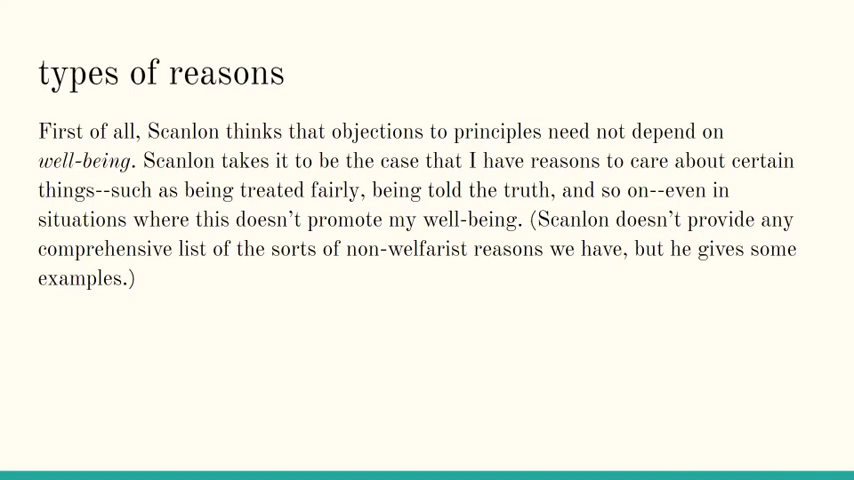 types of reasons
First of all, Scanlon thinks that objections to principles need not depend on
well-being. Scanlon takes it to be the case that I have reasons to care about certain
things--such as being treated fairly, being told the truth, and so on--even in
situations where this doesn’t promote my well-being. (Scanlon doesn’t provide any
comprehensive list of the sorts of non-welfarist reasons we have, but he gives some
examples.)